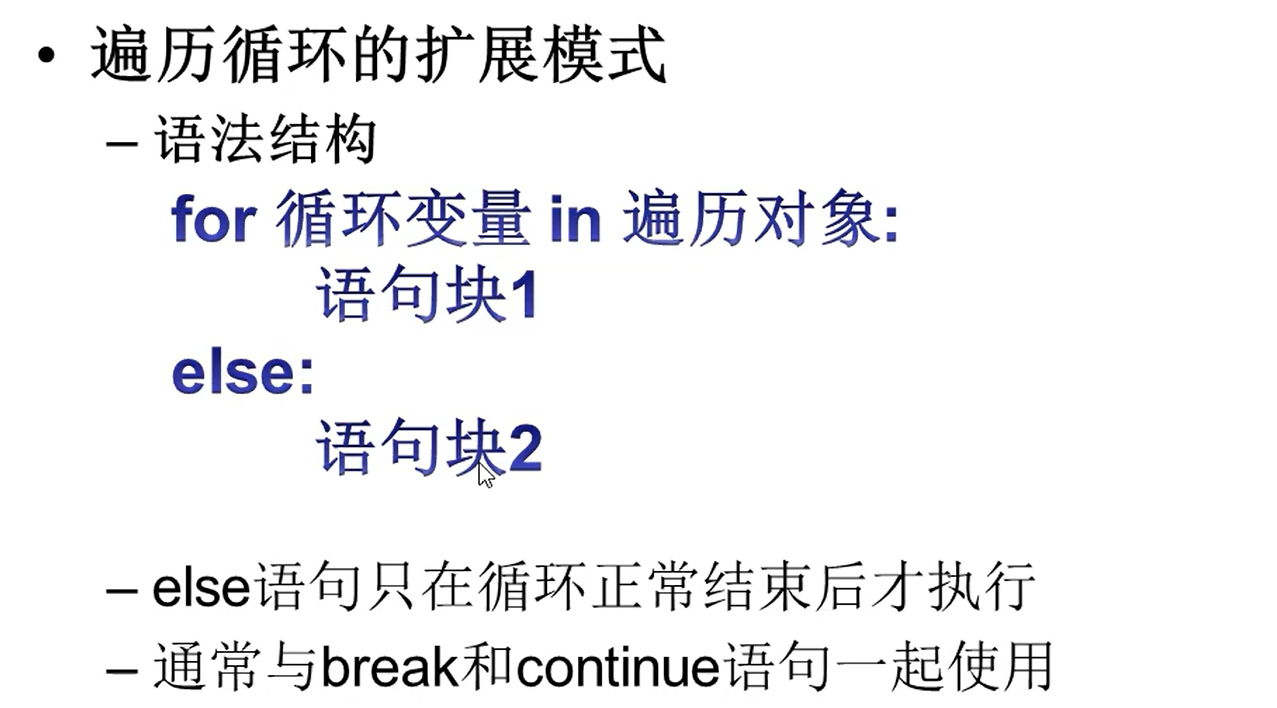 • 遍历循环的扩展模式
– 语法结构
for 循环变量 in 遍历对象:
语句块1
else:
语句块2
– else语句只在循环正常结束后才执行
– 通常与break和continue语句一起使用